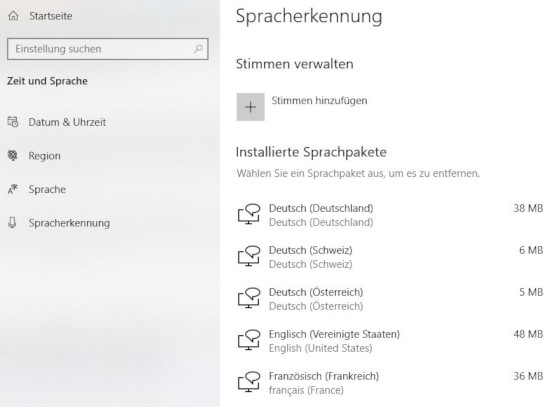 Startseite
Einstellung suchen
Zeit und Sprache
Datum & Uhrzeit
Region
Sprache
Spracherkennung
Spracherkennung
Stimmen verwalten
Stimmen hinzufügen
Installierte Sprachpakete
Wählen Sie ein Sprachpaket aus, um es zu entfernen.
Deutsch (Deutschland) 38 MB
Deutsch (Deutschland)
Deutsch (Schweiz) 6 MB
Deutsch (Schweiz)
Deutsch (Österreich) 5 MB
Deutsch (Österreich)
Englisch (Vereinigte Staaten) 48 MB
English (United States)
Französisch (Frankreich) 36 MB
français (France)